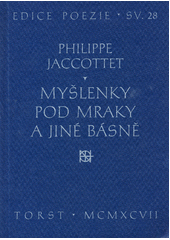 EDICE POEZIE • SV. 28
PHILIPPE
JACCOTTET
MYŠLENKY
POD MRAKY
A JINÉ BÁSNĚ
TORST • MCMXCVII